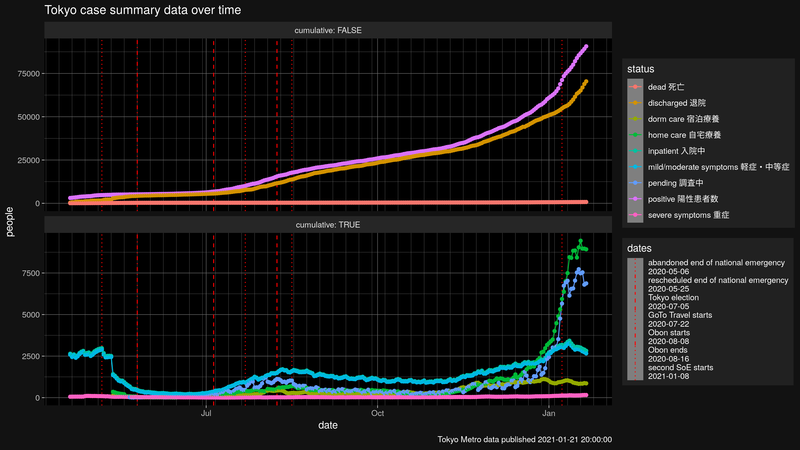 Tokyo case summary data over time
cumulative: FALSE
75000
50000
25000
0
cumulative: TRUE
7500
5000
2500
0
people
Jul
Oct
Jan
date
status
dead 死亡
discharged 退院
dorm care 宿泊療養
home care 自宅療養
inpatient 入院中
mild/moderate symptoms 軽症・中等症
pending 調査中
positive 陽性患者数
severe symptoms 重症
dates
abandoned end of national emergency
2020-05-06
rescheduled end of national emergency
2020-05-25
Tokyo election
2020-07-05
GoTo Travel starts
2020-07-22
Obon starts
2020-08-08
Obon ends
2020-08-16
second SoE starts
2021-01-08
Tokyo Metro data published 2021-01-21 20:00:00